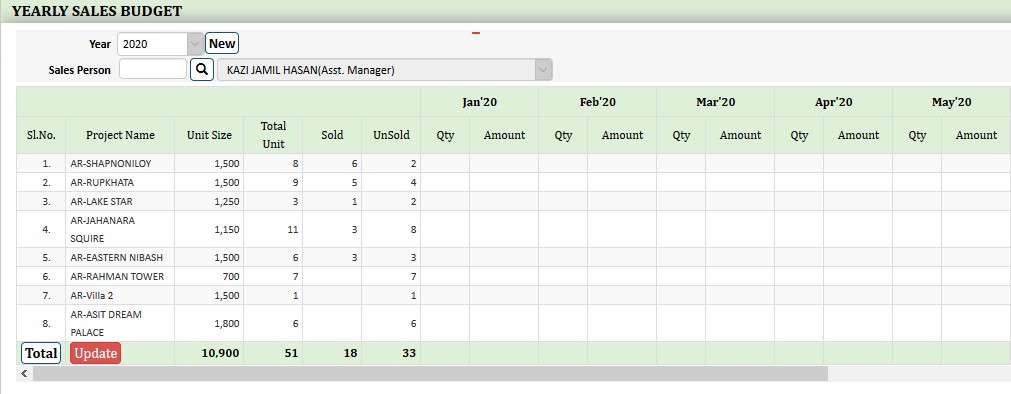 YEARLY SALES BUDGET
Year 2020 New
Sales Person KAZI JAMIL HASAN(Asst. Manager)
Jan'20 Feb'20 Mar'20 Apr'20 May'20
Sl.No. Project Name Unit Size Total Unit Sold UnSold Qty Amount Qty Amount Qty Amount Qty Amount Qty Amount
1. AR-SHAPNONILOY 1,500 8 6 2
2. AR-RUPKHATA 1,500 9 5 4
3. AR-LAKE STAR 1,250 3 1 2
4. AR-JAHANARA SQUIRE 1,150 11 3 8
5. AR-EASTERN NIBASH 1,500 6 3 3
6. AR-RAHMAN TOWER 700 7 7
7. AR-Villa 2 1,500 1 1
8. AR-ASIT DREAM PALACE 1,800 6 6
Total Update 10,900 51 18 33